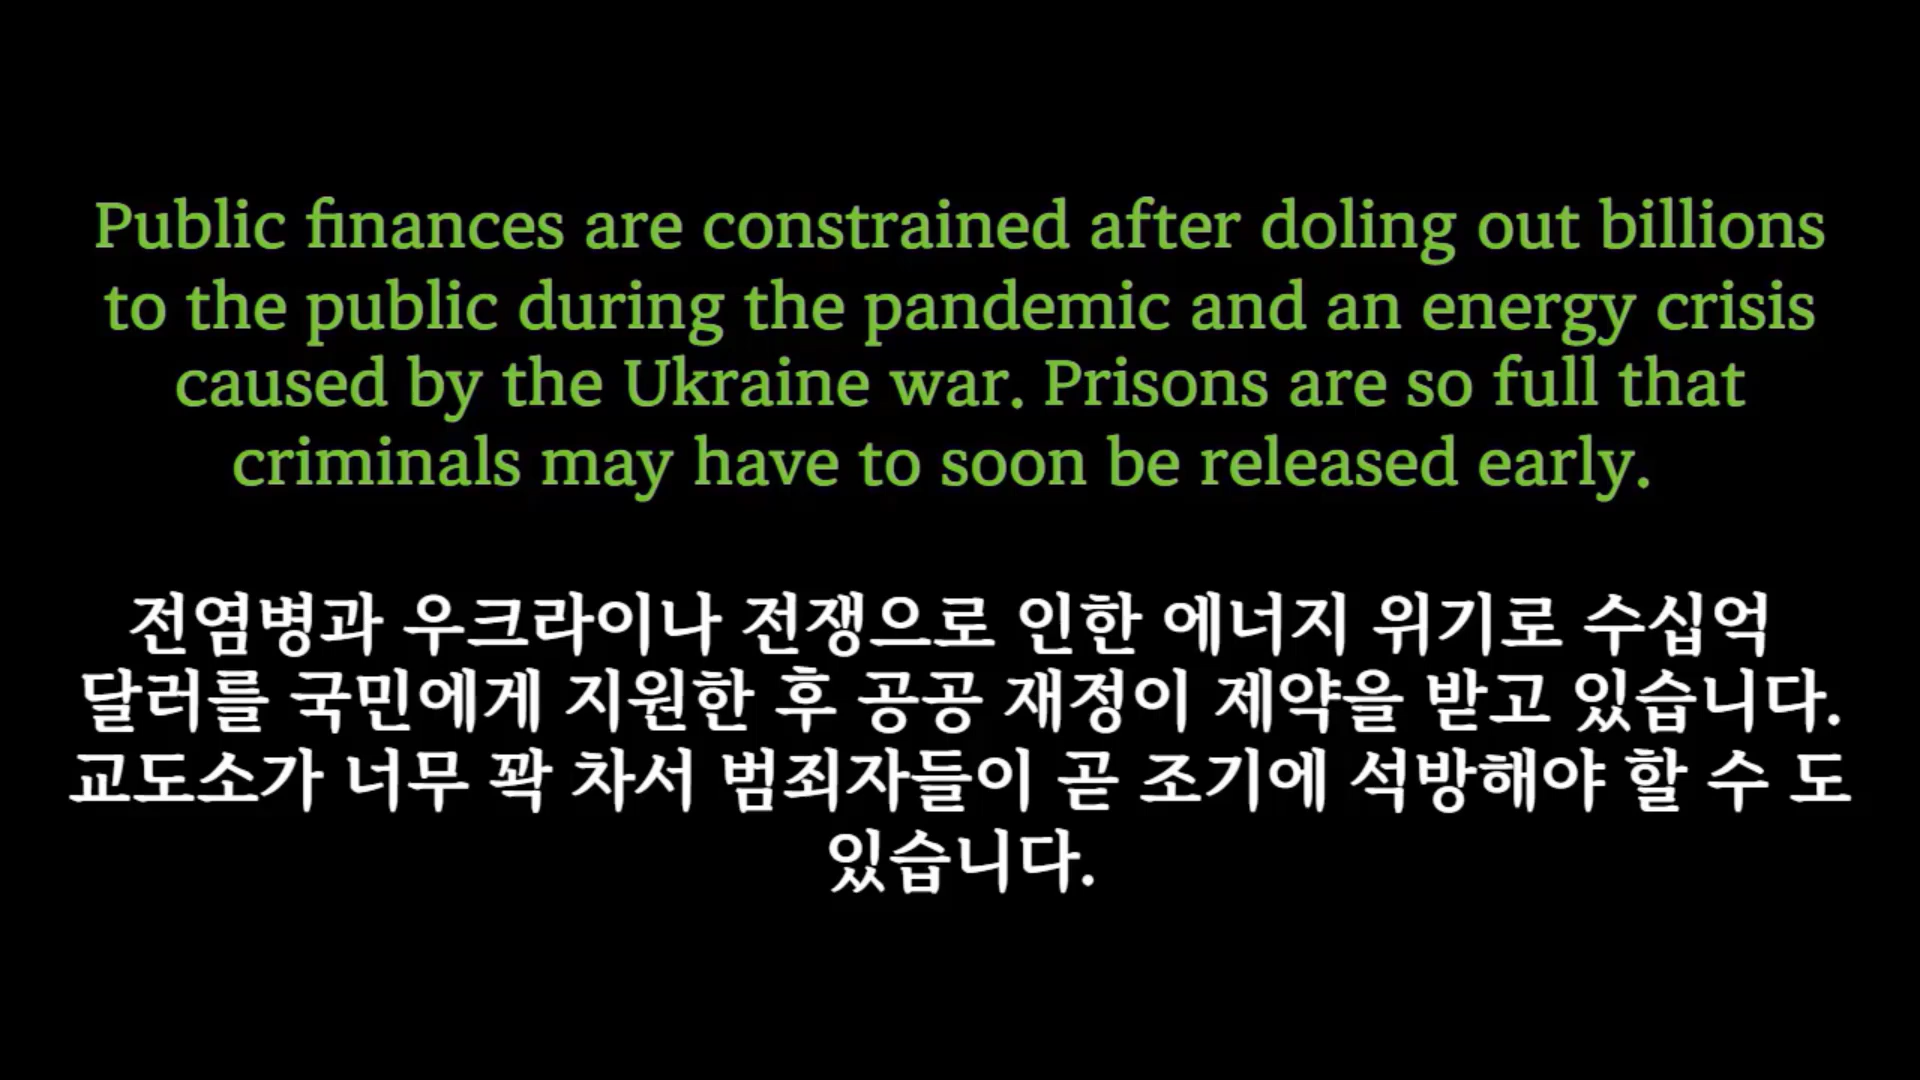 Public finances are constrained after doling out billions
to the public during the pandemic and an energy crisis
caused by the Ukraine war. Prisons are so full that
criminals may have to soon be released early.
전염병과 우크라이나 전쟁으로 인한 에너지 위기로 수십억
달러를 국민에게 지원한 후 공공 재정이 제약을 받고 있습니다.
교도소가 너무 꽉 차서 범죄자들이 곧 조기에 석방해야 할 수 도
있습니다.